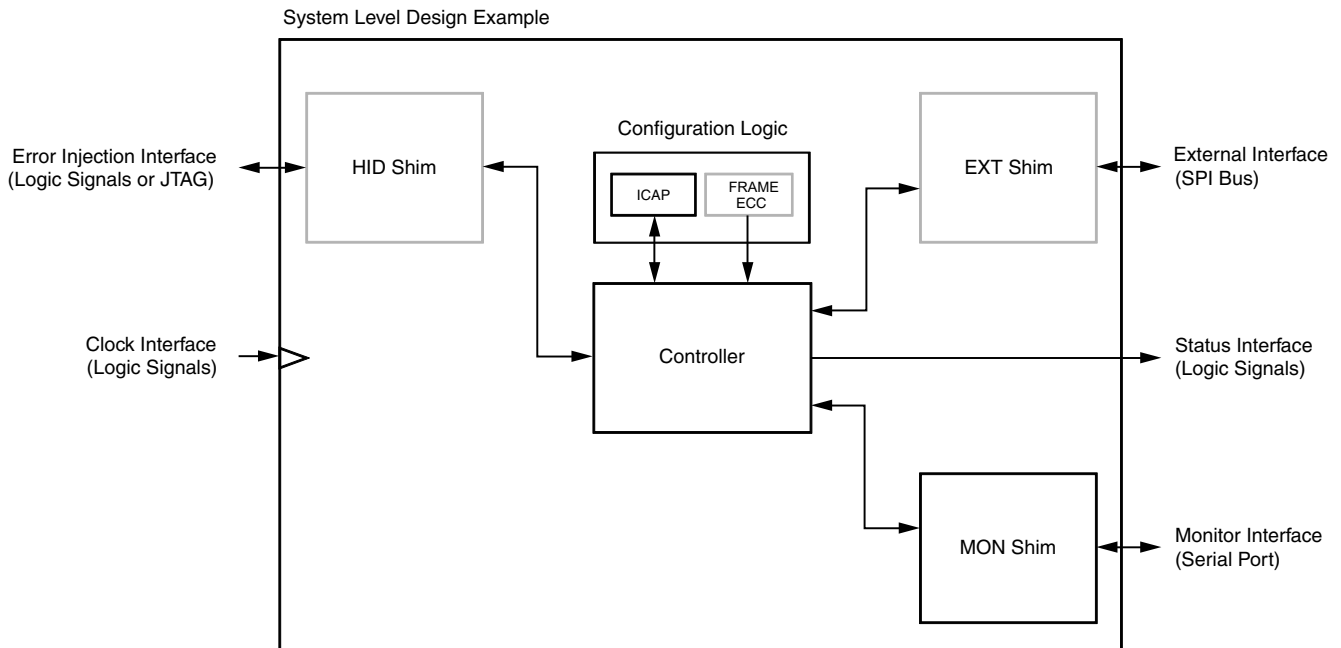 System Level Design Example
Configuration Logic
Error Injection Interface
(Logic Signals or JTAG)
HID Shim
ICAP
FRAME
ECC
EXT Shim
External Interface
(SPI Bus)
Clock Interface
(Logic Signals)
Controller
Status Interface
(Logic Signals)
MON Shim
Monitor Interface
(Serial Port)